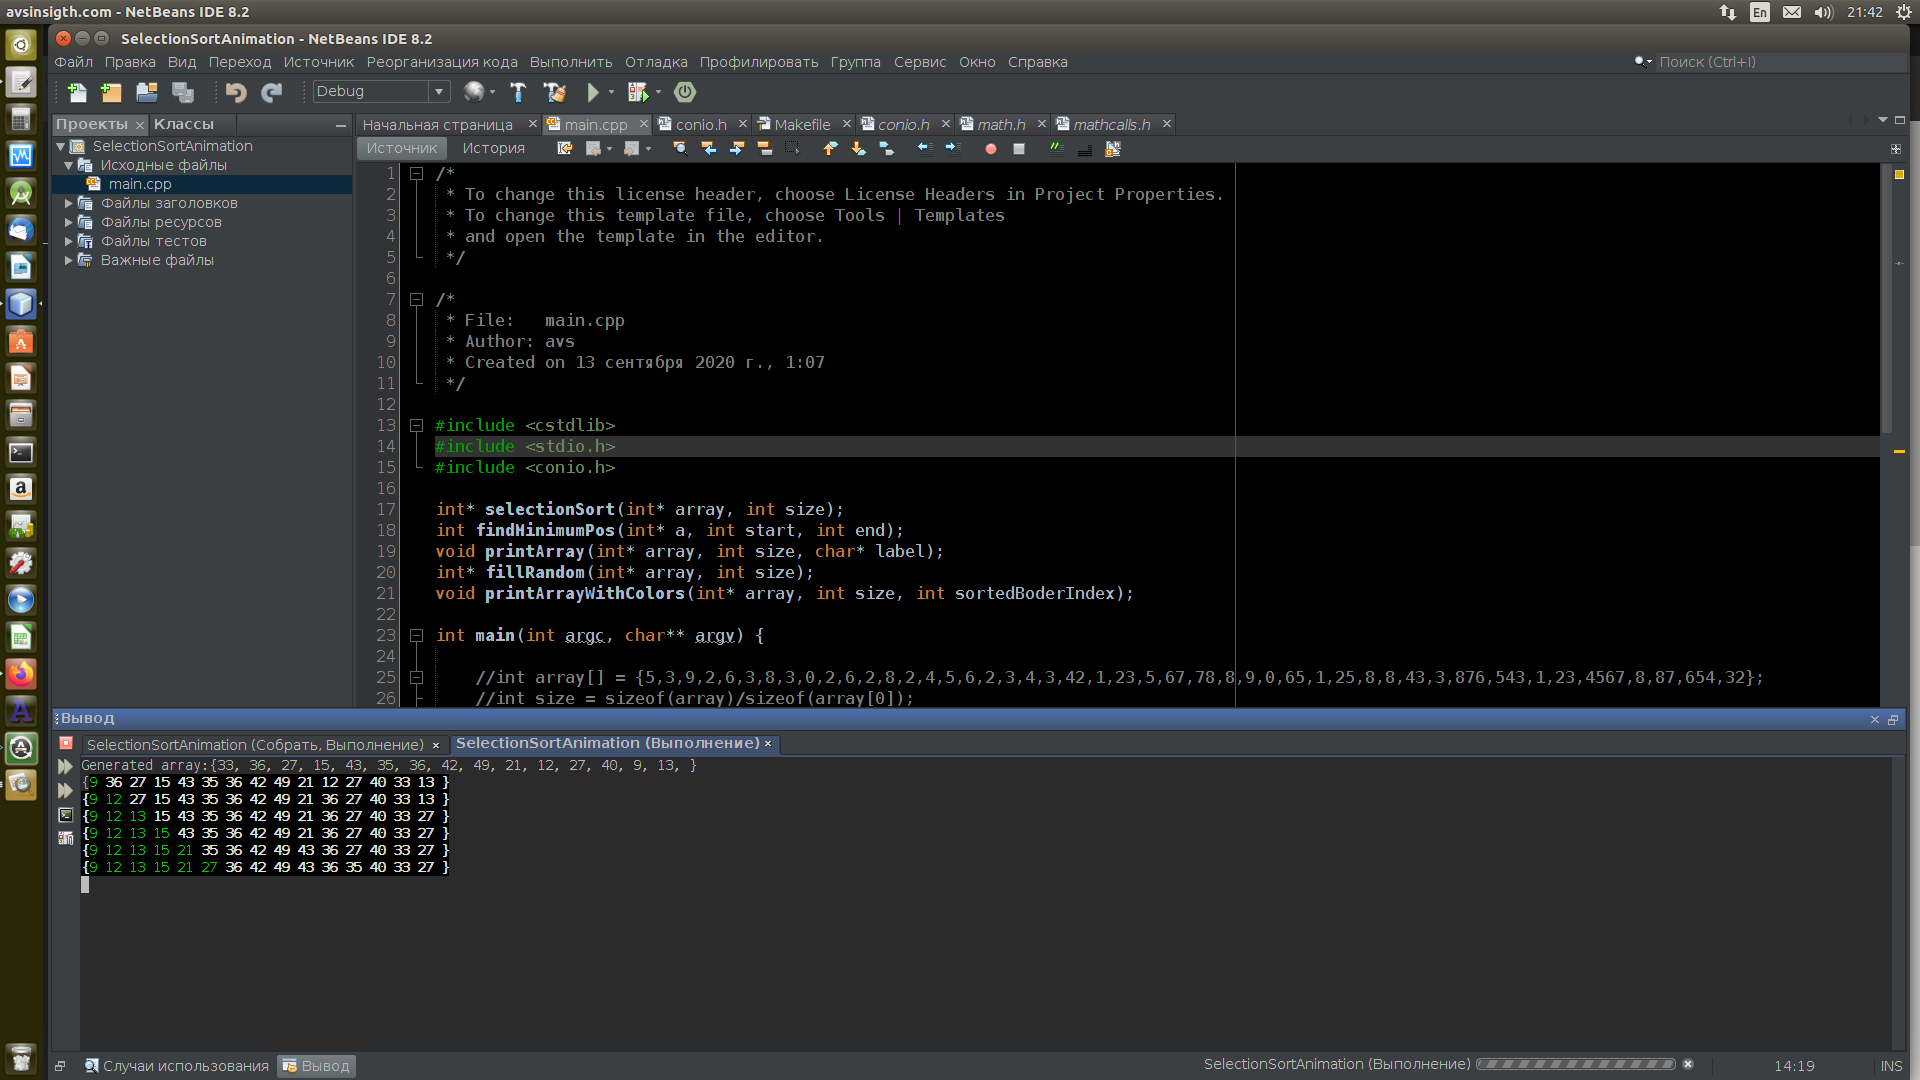 avsinsigth.com - NetBeans IDE 8.2
En
21:42
SelectionSortAnimation - NetBeans IDE 8.2
Файл Правка Вид Переход Источник Реорганизация кода Выполнить Отладка Профилировать Группа Сервис Окно Справка
Поиск (Ctrl+I)
Debug
Проекты Классы
Начальная страница main.cpp conio.h Makefile conio.h math.h mathcalls.h
Источник История
SelectionSortAnimation
Исходные файлы
main.cpp
Файлы заголовков
Файлы ресурсов
Файлы тестов
Важные файлы
1 /*
2 * To change this license header, choose License Headers in Project Properties.
3 * To change this template file, choose Tools | Templates
4 * and open the template in the editor.
5 */
6
7 /*
8 * File:   main.cpp
9 * Author: avs
10 * Created on 13 сентября 2020 г., 1:07
11 */
12
13 #include <cstdlib>
14 #include <stdio.h>
15 #include <conio.h>
16
17 int* selectionSort(int* array, int size);
18 int findMinimumPos(int* a, int start, int end);
19 void printArray(int* array, int size, char* label);
20 int* fillRandom(int* array, int size);
21 void printArrayWithColors(int* array, int size, int sortedBoderIndex);
22
23 int main(int argc, char** argv) {
24
25 //int array[] = {5,3,9,2,6,3,8,3,0,2,6,2,8,2,4,5,6,2,3,4,3,42,1,23,5,67,78,8,9,0,65,1,25,8,8,43,3,876,543,1,23,4567,8,87,654,32};
26 //int size = sizeof(array)/sizeof(array[0]);
Вывод
SelectionSortAnimation (Собрать, Выполнение) SelectionSortAnimation (Выполнение)
Generated array:{33, 36, 27, 15, 43, 35, 36, 42, 49, 21, 12, 27, 40, 9, 13, }
{9 36 27 15 43 35 36 42 49 21 12 27 40 33 13 }
{9 12 27 15 43 35 36 42 49 21 36 27 40 33 13 }
{9 12 13 15 43 35 36 42 49 21 36 27 40 33 27 }
{9 12 13 15 43 35 36 42 49 21 36 27 40 33 27 }
{9 12 13 15 21 35 36 42 49 43 36 27 40 33 27 }
{9 12 13 15 21 27 36 42 49 43 36 35 40 33 27 }
Случаи использования Вывод
SelectionSortAnimation (Выполнение)
14:19
INS